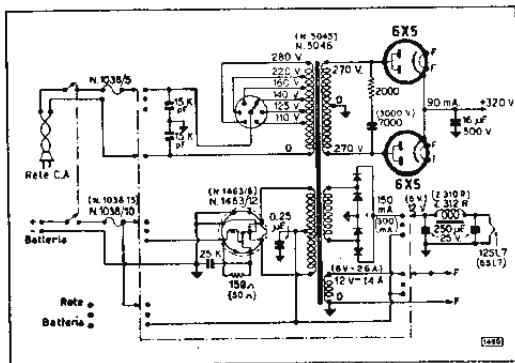 (N. 5045)
N. 5046
6X5
F
F
280 V
220 V
160 V
140 V
125 V
110 V
0
270 V
0
270 V
2000
(3000 V)
7000
90 mA.
+320 V
16 µF
500 V
N. 1038/5
15 K
pF
15 K
pF
Rete C.A
F
F
6X5
(N. 1038/15)
N. 1038/10
+
-
Batteria
(N 1463/6)
N. 1463/12
0.25
µF
25 K
150 Ω
(50 Ω)
150
mA
(300
mA)
(6 V.)
12 V
(Z 310 R)
Z 312 R
250 µF
25 V.
12SL7
(6SL7)
(6V - 2.6 A)
12 V - 1.4 A
0
F
F
Rete
Batteria